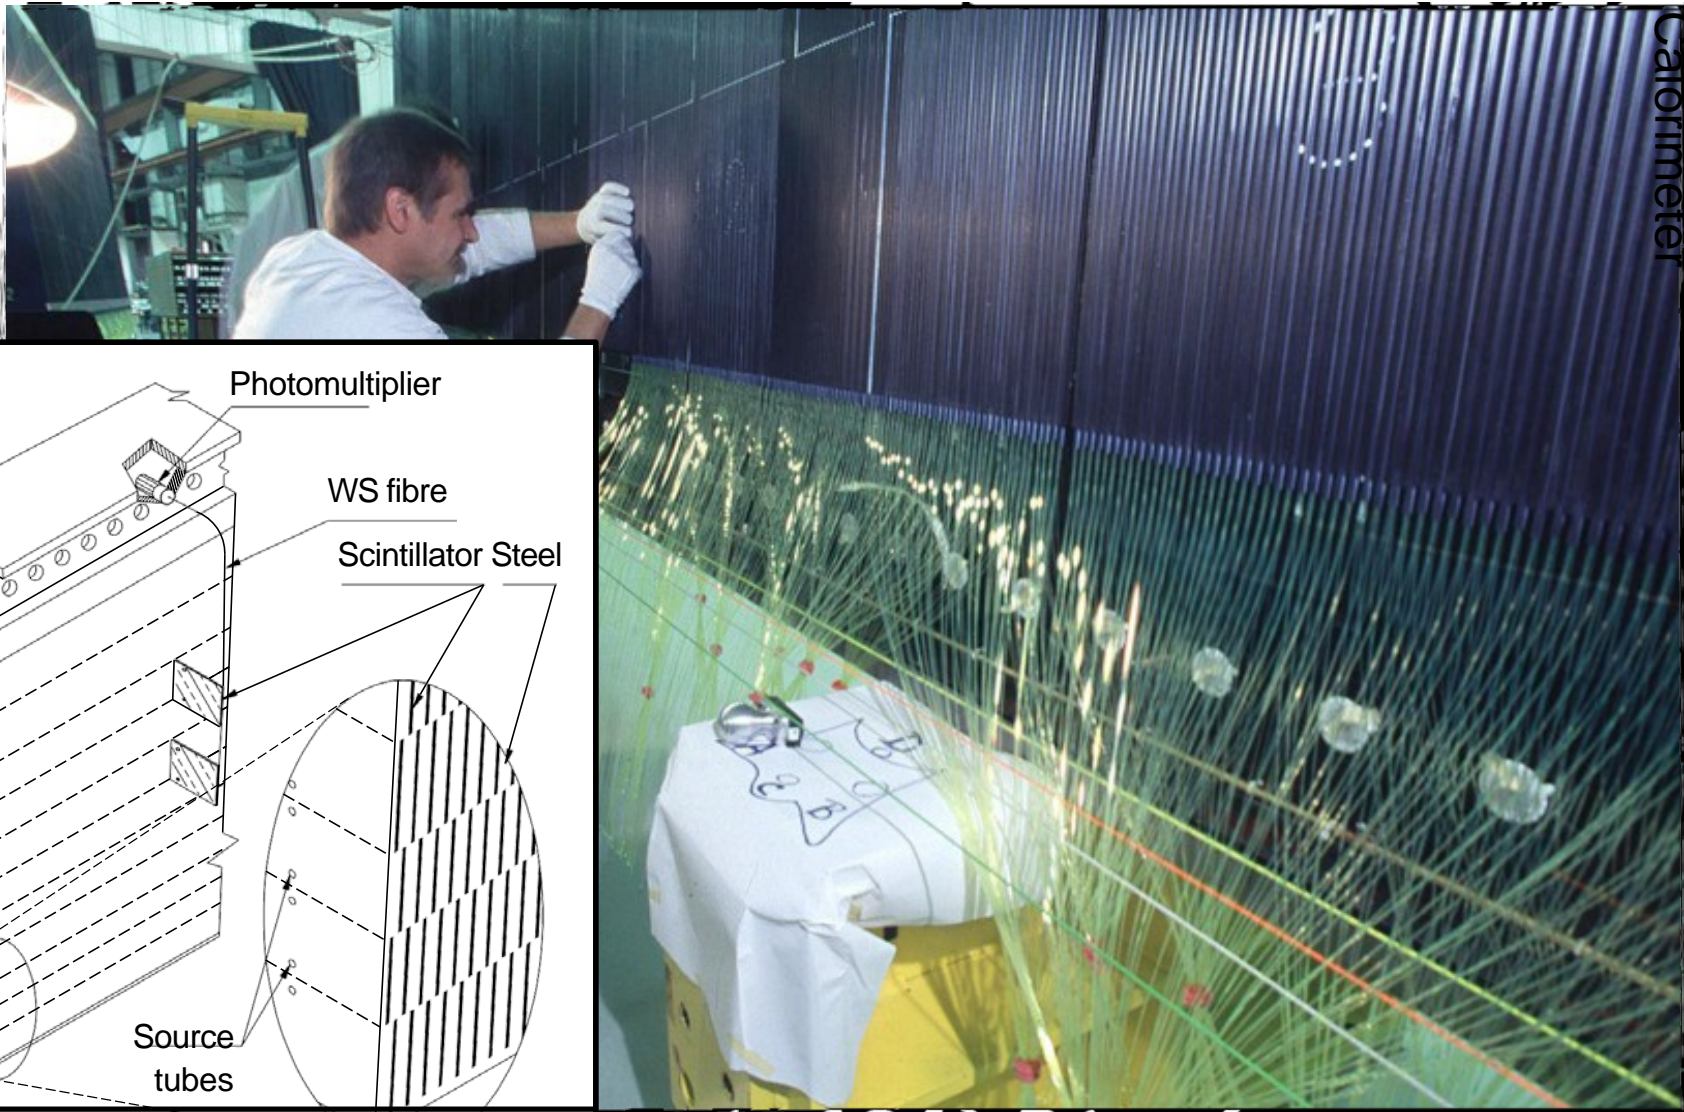 Calorimeter
Photomultiplier
WS fibre
Scintillator Steel
Source
tubes
A
C
B
D